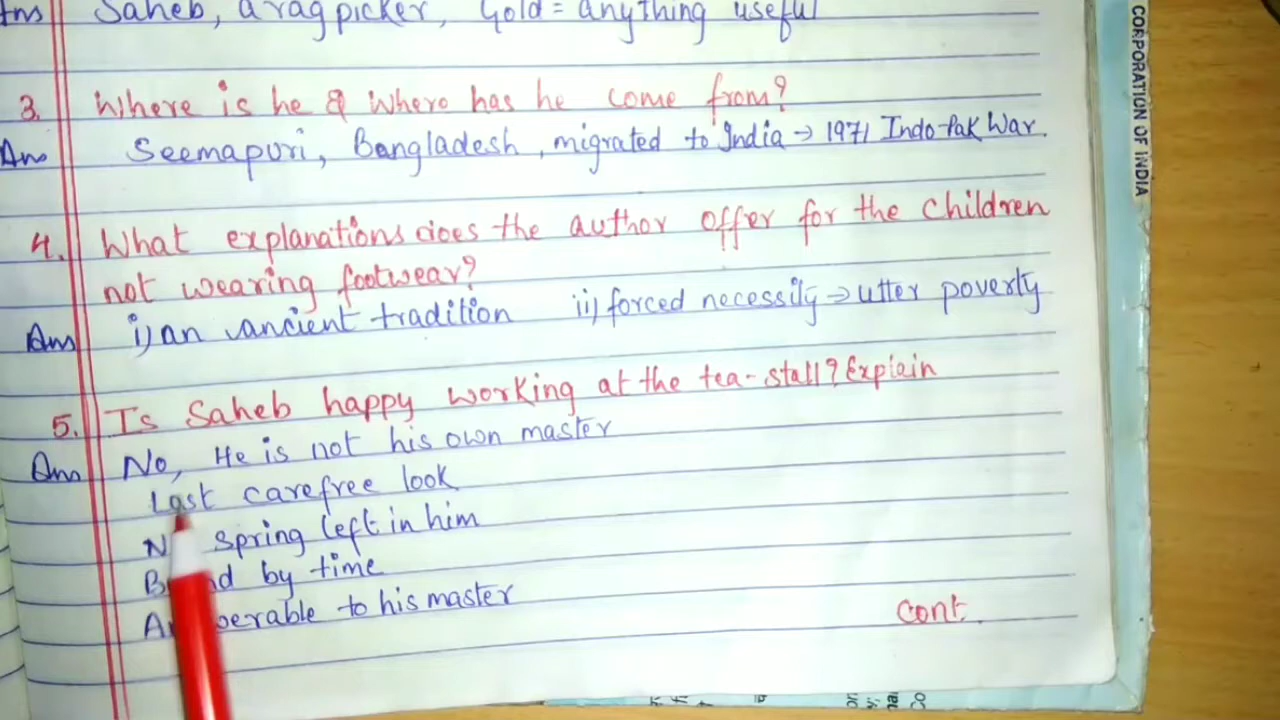 Ans Saheb, a rag picker, Gold = anything useful
3. Where is he & where has he come from?
Ans Seemapuri, Bangladesh, migrated to India → 1971 Indo-Pak War.
4. What explanations does the author offer for the children
not wearing footwear?
Ans i) an ancient tradition ii) forced necessity → utter poverty
5. Is Saheb happy working at the tea-stall? Explain
Ans No, He is not his own master
Last carefree look
spring left in him
by time
to his master
cont.
CORPORATION OF INDIA